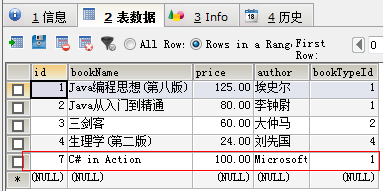 1 信息
2 表数据
3 Info
4 历史
All Rows
Rows in a Range
First Row:
0
id bookName price author bookTypeId
1 Java编程思想(第八版) 125.00 埃史尔 1
2 Java从入门到精通 80.00 李钟尉 1
3 三剑客 60.00 大仲马 2
4 生理学(第二版) 24.00 刘先国 4
7 C# in Action 100.00 Microsoft 1
* (NULL) (NULL) (NULL) (NULL) (NULL)